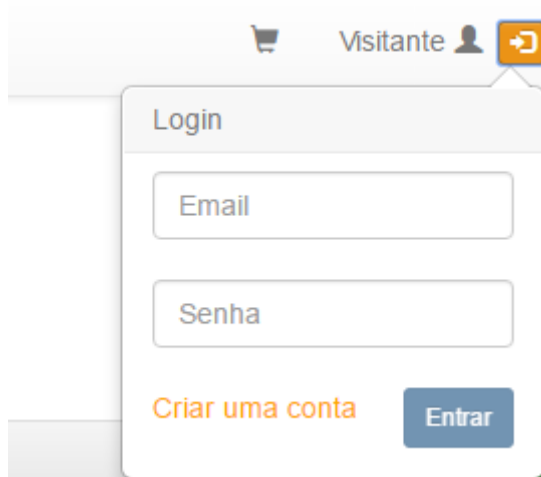 Visitante
Login
Email
Senha
Criar uma conta
Entrar